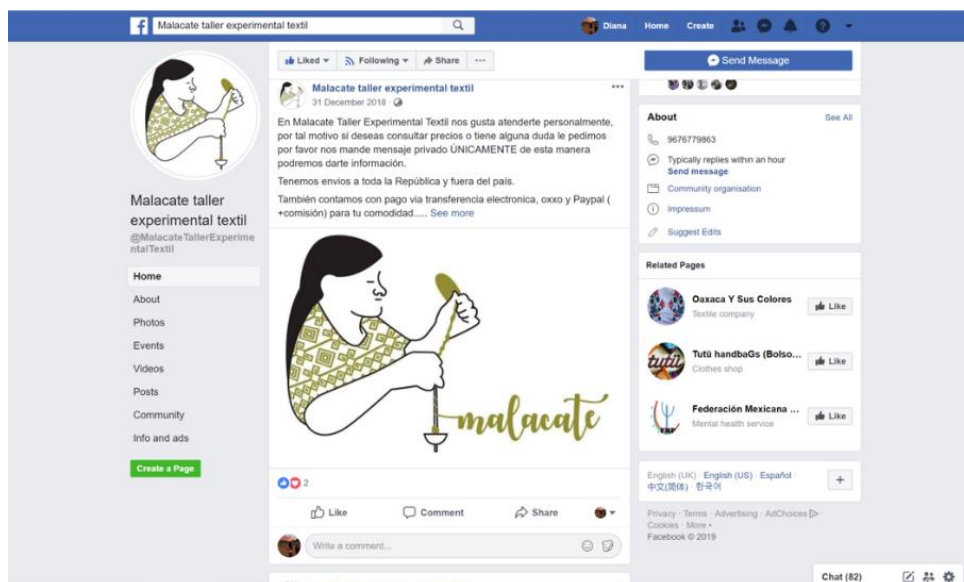 Malacate taller experimental textil
Diana Home Create
Malacate taller
experimental textil
@MalacateTallerExperime
ntalTextil
Home
About
Photos
Events
Videos
Posts
Community
Info and ads
Create a Page
Liked Following Share
Malacate taller experimental textil
31 December 2018
En Malacate Taller Experimental Textil nos gusta atenderte personalmente,
por tal motivo si deseas consultar precios o tiene alguna duda le pedimos
por favor nos mande mensaje privado ÚNICAMENTE de esta manera
podremos darte información.
Tenemos envios a toda la República y fuera del país.
También contamos con pago via transferencia electronica, oxxo y Paypal (
+comisión) para tu comodidad..... See more
malacate
2
Like Comment Share
Write a comment...
Send Message
About See All
9676779863
Typically replies within an hour
Send message
Community organisation
Impressum
Suggest Edits
Related Pages
Oaxaca Y Sus Colores
Textile company
Like
tutü
Tutü handbaGs (Bolso...
Clothes shop
Like
Federación Mexicana ...
Mental health service
Like
English (UK) · English (US) · Español ·
中文(简体) · 한국어
Privacy · Terms · Advertising · AdChoices ·
Cookies · More
Facebook © 2019
Chat (82)